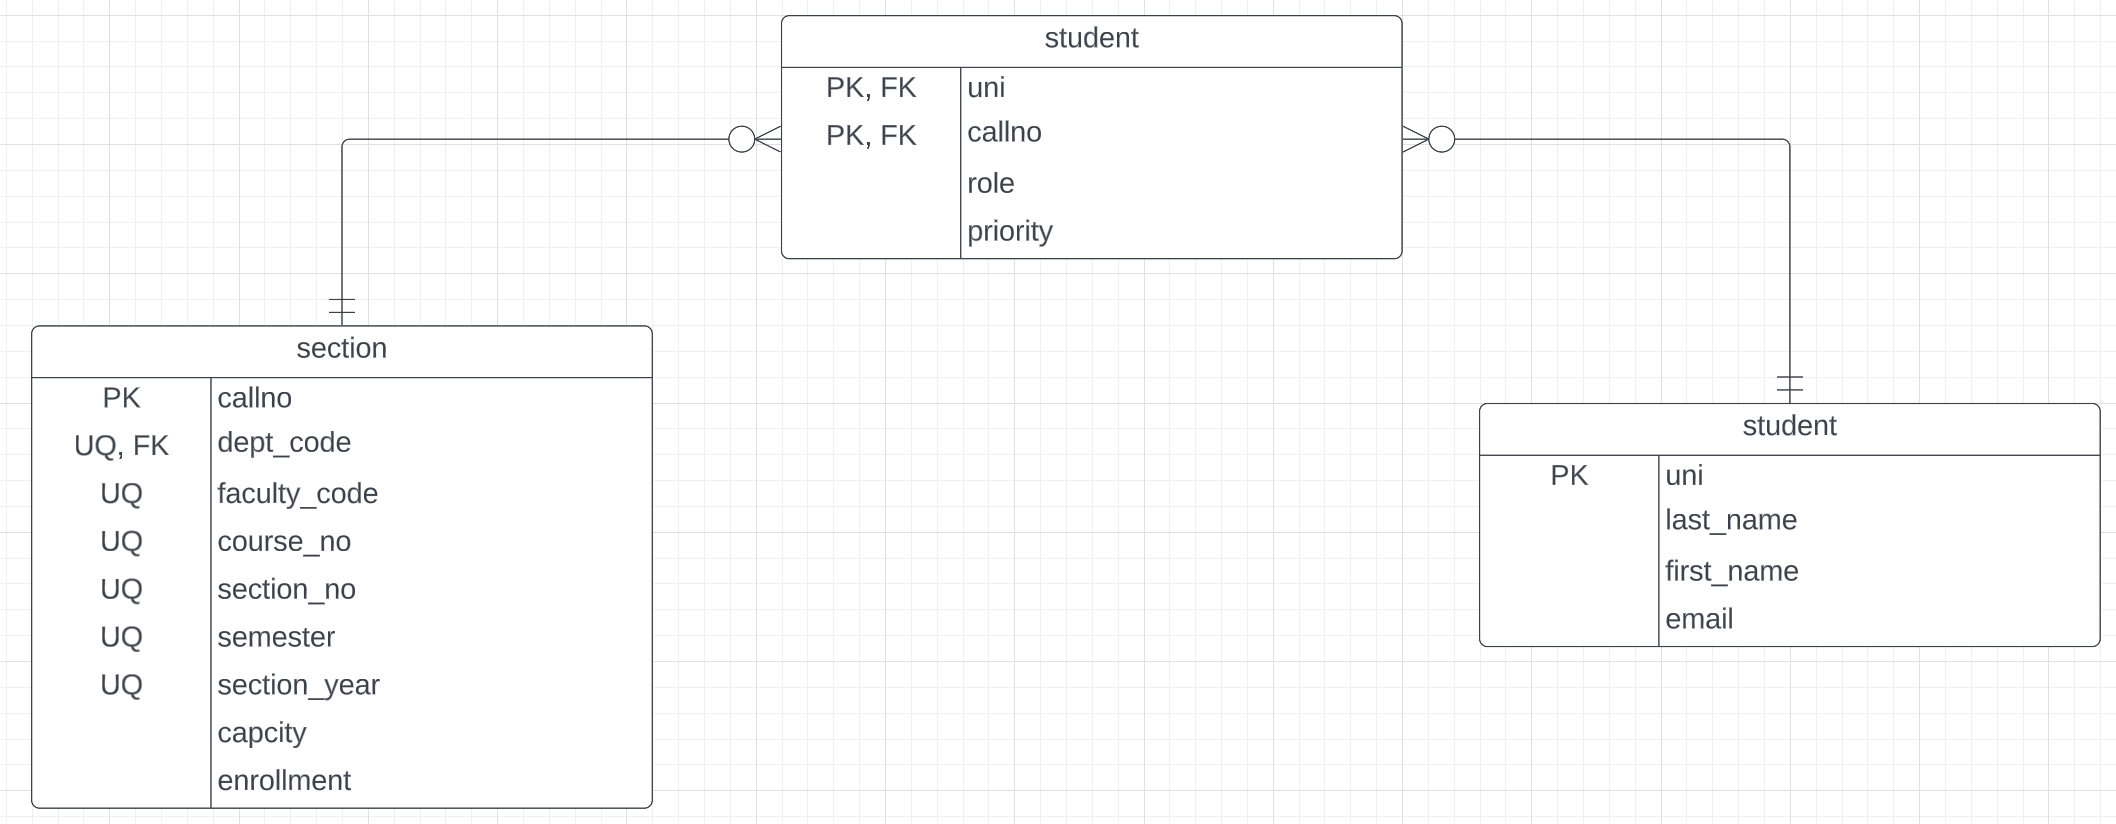 student
PK, FK uni
PK, FK callno
role
priority
section
PK callno
UQ, FK dept_code
UQ faculty_code
UQ course_no
UQ section_no
UQ semester
UQ section_year
capcity
enrollment
student
PK uni
last_name
first_name
email